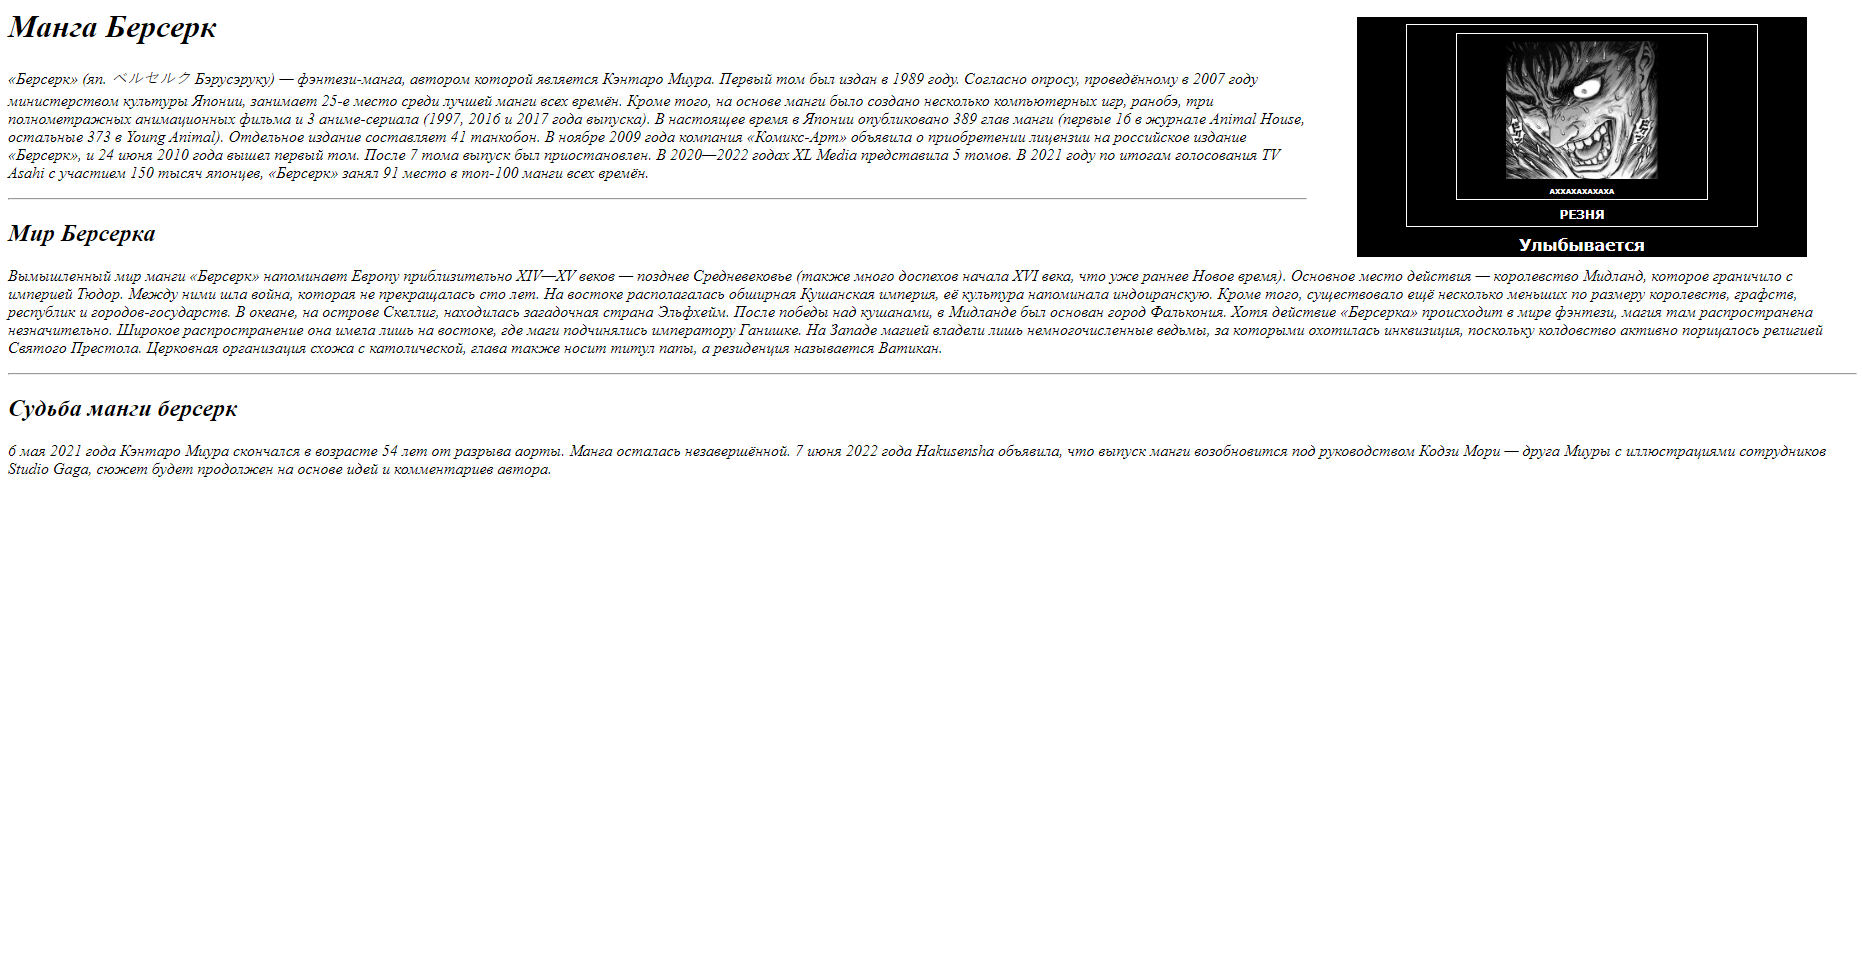 Манга Берсерк
«Берсерк» (яп. ベルセルク Бэрусэруку) — фэнтези-манга, автором которой является Кэнтаро Миура. Первый том был издан в 1989 году. Согласно опросу, проведённому в 2007 году
министерством культуры Японии, занимает 25-е место среди лучшей манги всех времён. Кроме того, на основе манги было создано несколько компьютерных игр, ранобэ, три
полнометражных анимационных фильма и 3 аниме-сериала (1997, 2016 и 2017 года выпуска). В настоящее время в Японии опубликовано 389 глав манги (первые 16 в журнале Animal House,
остальные 373 в Young Animal). Отдельное издание составляет 41 танкобон. В ноябре 2009 года компания «Комикс-Арт» объявила о приобретении лицензии на российское издание
«Берсерк», и 24 июня 2010 года вышел первый том. После 7 тома выпуск был приостановлен. В 2020—2022 годах XL Media представила 5 томов. В 2021 году по итогам голосования TV
Asahi с участием 150 тысяч японцев, «Берсерк» занял 91 место в топ-100 манги всех времён.
АХХАХАХАХАХА
РЕЗНЯ
Улыбывается
Мир Берсерка
Вымышленный мир манги «Берсерк» напоминает Европу приблизительно XIV—XV веков — позднее Средневековье (также много доспехов начала XVI века, что уже раннее Новое время). Основное место действия — королевство Мидланд, которое граничило с
империей Тюдор. Между ними шла война, которая не прекращалась сто лет. На востоке располагалась обширная Кушанская империя, её культура напоминала индоиранскую. Кроме того, существовало ещё несколько меньших по размеру королевств, графств,
республик и городов-государств. В океане, на острове Скеллиг, находилась загадочная страна Эльфхейм. После победы над кушанами, в Мидланде был основан город Фалькония. Хотя действие «Берсерка» происходит в мире фэнтези, магия там распространена
незначительно. Широкое распространение она имела лишь на востоке, где маги подчинялись императору Ганишке. На Западе магией владели лишь немногочисленные ведьмы, за которыми охотилась инквизиция, поскольку колдовство активно порицалось религией
Святого Престола. Церковная организация схожа с католической, глава также носит титул папы, а резиденция называется Ватикан.
Судьба манги берсерк
6 мая 2021 года Кэнтаро Миура скончался в возрасте 54 лет от разрыва аорты. Манга осталась незавершённой. 7 июня 2022 года Hakusensha объявила, что выпуск манги возобновится под руководством Кодзи Мори — друга Миуры с иллюстрациями сотрудников
Studio Gaga, сюжет будет продолжен на основе идей и комментариев автора.